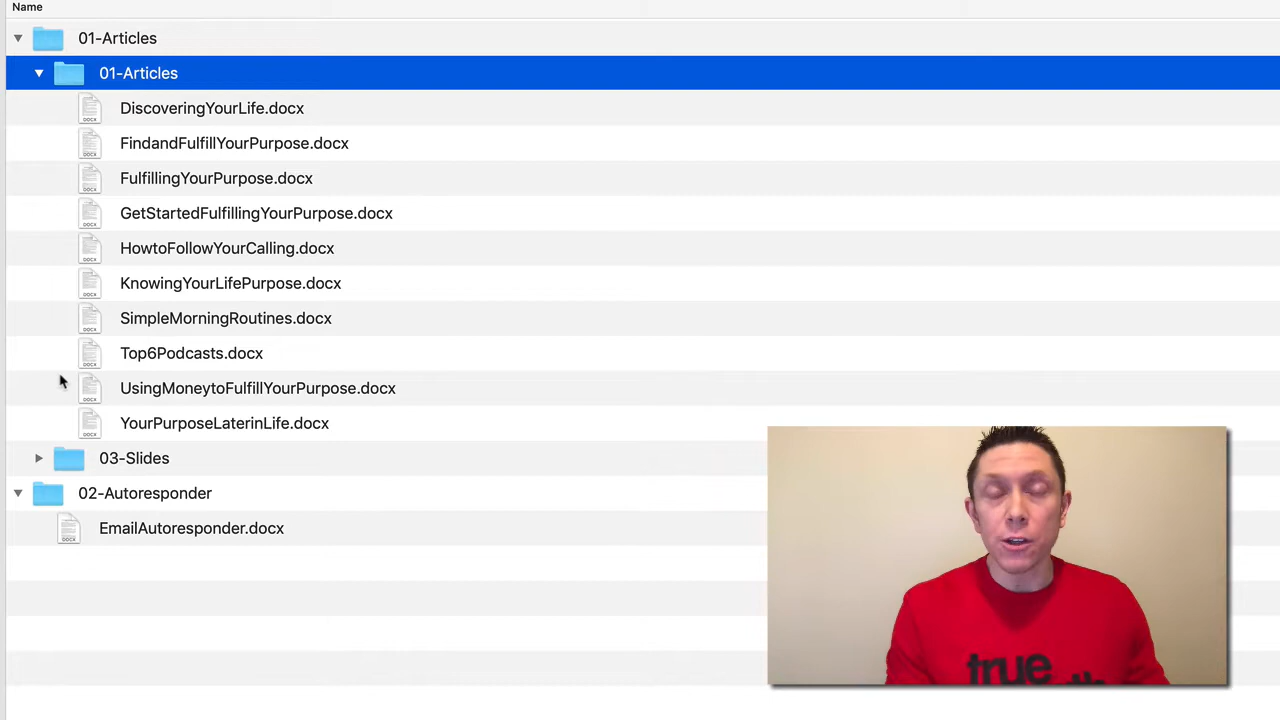 Name
01-Articles
01-Articles
DiscoveringYourLife.docx
FindandFulfillYourPurpose.docx
FulfillingYourPurpose.docx
GetStartedFulfillingYourPurpose.docx
HowtoFollowYourCalling.docx
KnowingYourLifePurpose.docx
SimpleMorningRoutines.docx
Top6Podcasts.docx
UsingMoneytoFulfillYourPurpose.docx
YourPurposeLaterinLife.docx
03-Slides
02-Autoresponder
EmailAutoresponder.docx
true